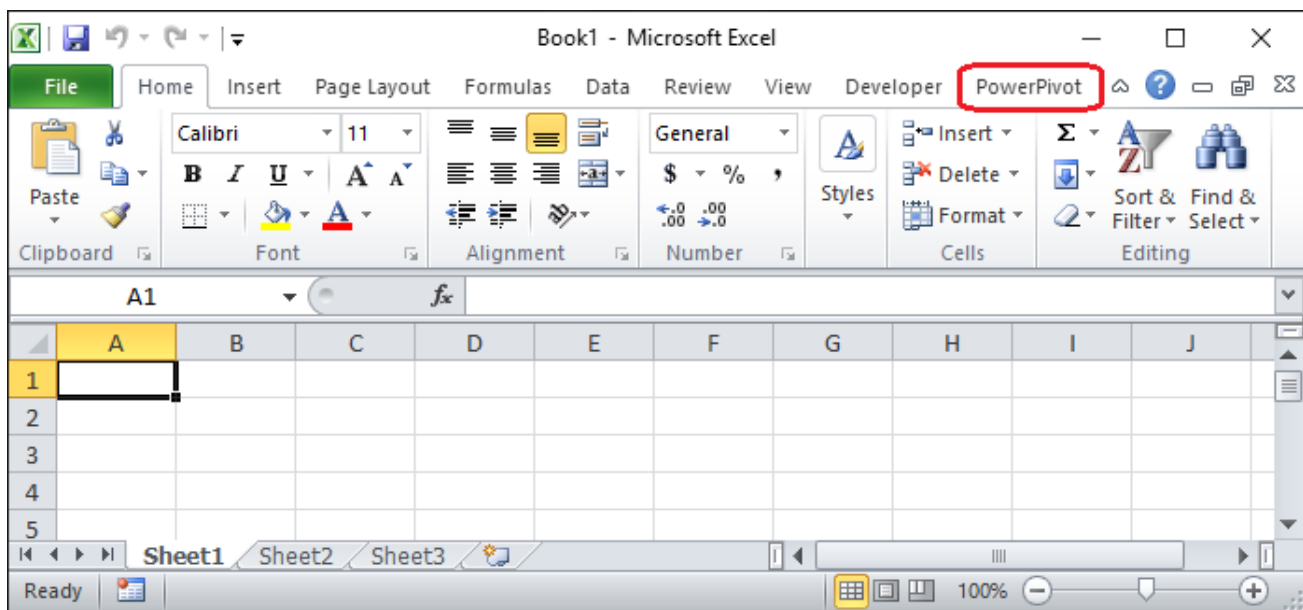 Book1 - Microsoft Excel
File Home Insert Page Layout Formulas Data Review View Developer PowerPivot
Calibri 11 General Insert Σ
B I U A A $ % , Delete
Paste A Styles Format Sort & Filter Find & Select
Clipboard Font Alignment Number Cells Editing
A1 fx
A B C D E F G H I J
1
2
3
4
5
Sheet1 Sheet2 Sheet3
Ready 100%